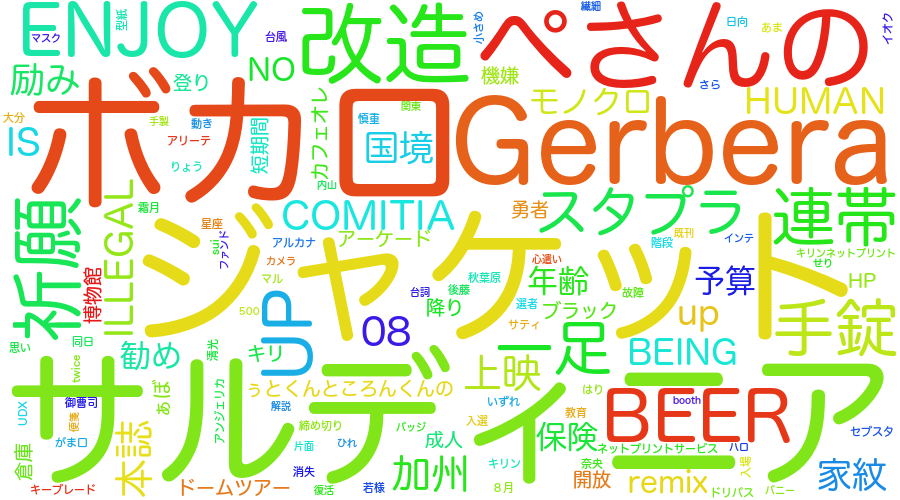 ENJOY
改造
ぺさんの
繊細
小さめ
日向
あま
イオク
型紙
マスク
台風
NO
機嫌
さら
励み
登り
モノクロ
HUMAN
ボカロ
Gerbera
大分
手製
動き
短期間
カフェオレ
関東
慎重
IS
アリーテ
国境
りょう
内山
ILLEGAL
霜月
COMITIA
勇者
スタプラ
連帯
祈願
星座
sui
ファンド
アルカナ
アーケード
既刊
階段
インテ
キリンネットプリント
せり
ジャケット
博物館
カメラ
心遣い
マル
台詞
秋葉原
後藤
年齢
故障
予算
HP
500
UP
08
降り
選者
ブラック
up
手錠
サティ
思い
同日
勧め
清光
キリ
一足
BEING
twice
上映
サルディニア
あぼ
アンジェリカ
ぅとくんところんくんの
はり
UDX
御曹司
便箋
解説
いずれ
教育
BEER
booth
本誌
がま口
締め切り
バッジ
入選
成人
保険
セブスタ
片面
ひれ
ネットプリントサービス
ハロ
倉庫
消失
加州
キリン
奈央
家紋
キーブレード
ドームツアー
復活
若様
8月
開放
remix
ドリパス
バニー